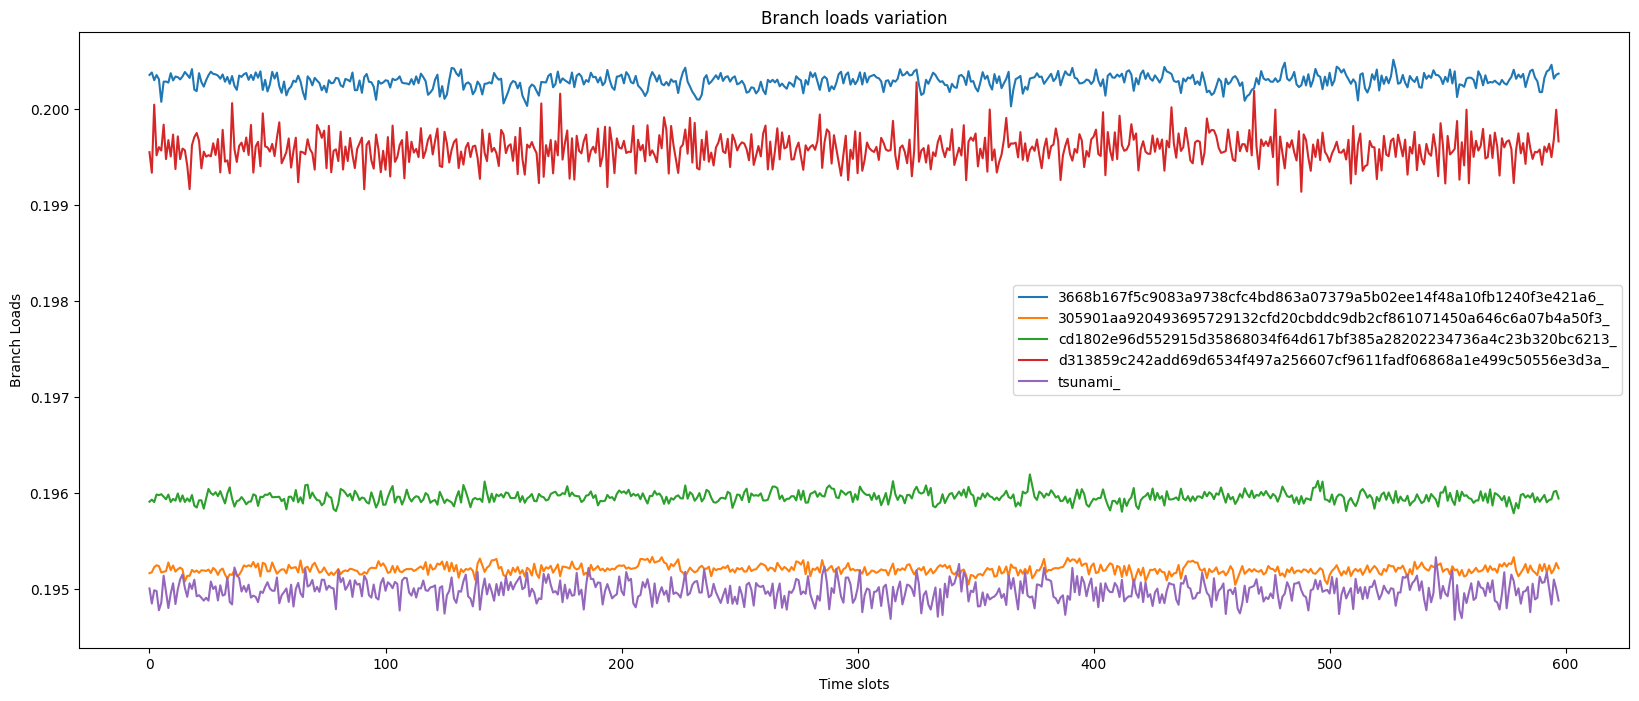 Branch loads variation
Branch Loads
0.200
0.199
0.198
0.197
0.196
0.195
3668b167f5c9083a9738cfc4bd863a07379a5b02ee14f48a10fb1240f3e421a6_
305901aa920493695729132cfd20cbddc9db2cf861071450a646c6a07b4a50f3_
cd1802e96d552915d35868034f64d617bf385a28202234736a4c23b320bc6213_
d313859c242add69d6534f497a256607cf9611fadf06868a1e499c50556e3d3a_
tsunami_
0 100 200 300 400 500 600
Time slots